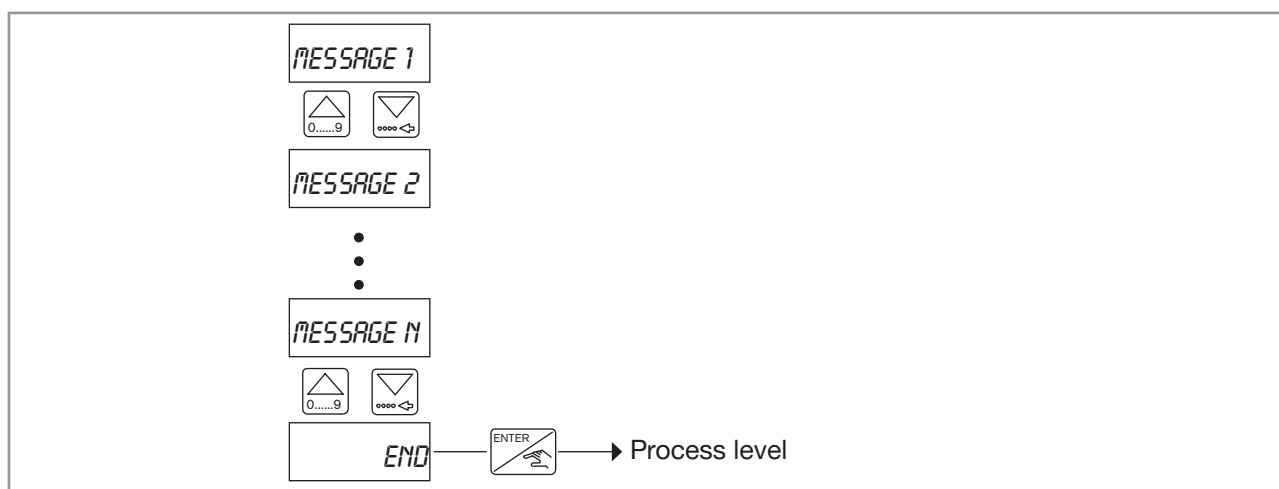 MESSAGE 1
0......9
MESSAGE 2
MESSAGE N
0......9
END
ENTER
Process level